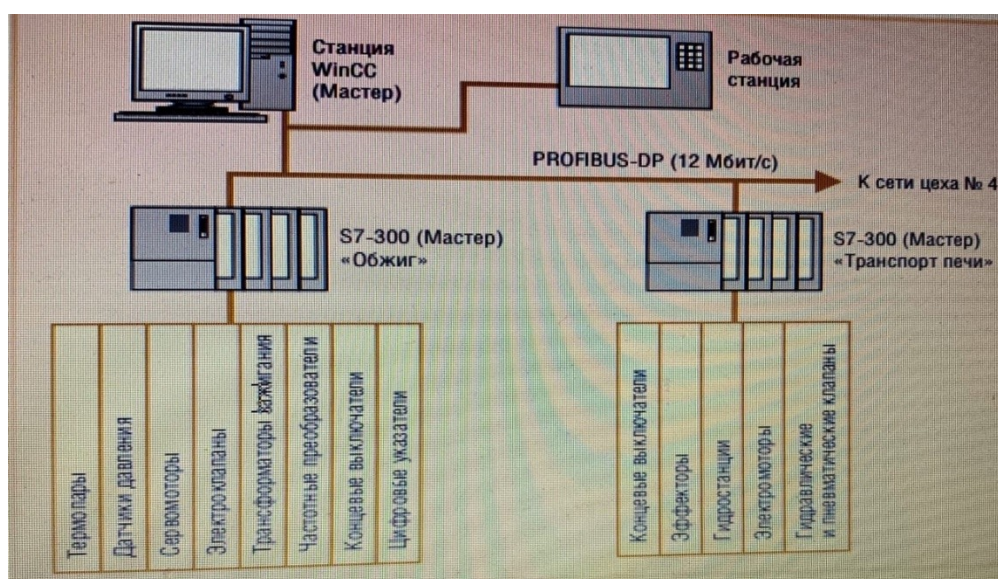 Станция
WinCC
(Мастер)
Рабочая
станция
PROFIBUS-DP (12 Мбит/с)
К сети цеха № 4
S7-300 (Мастер)
«Обжиг»
S7-300 (Мастер)
«Транспорт печи»
Термопары
Датчики давления
Сервомоторы
Электроклапаны
Трансформаторы зажигания
Частотные преобразователи
Концевые выключатели
Цифровые указатели
Концевые выключатели
Эффекторы
Гидростанции
Электромоторы
Гидравлические
и пневматические клапаны